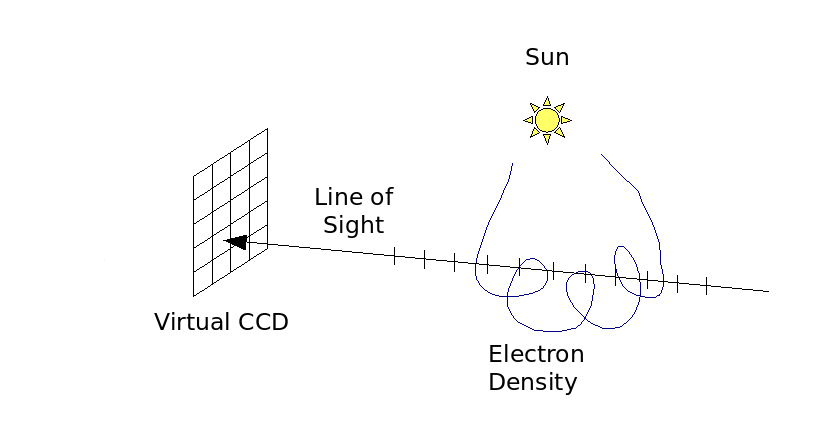 Sun
Line of
Sight
Virtual CCD
Electron
Density